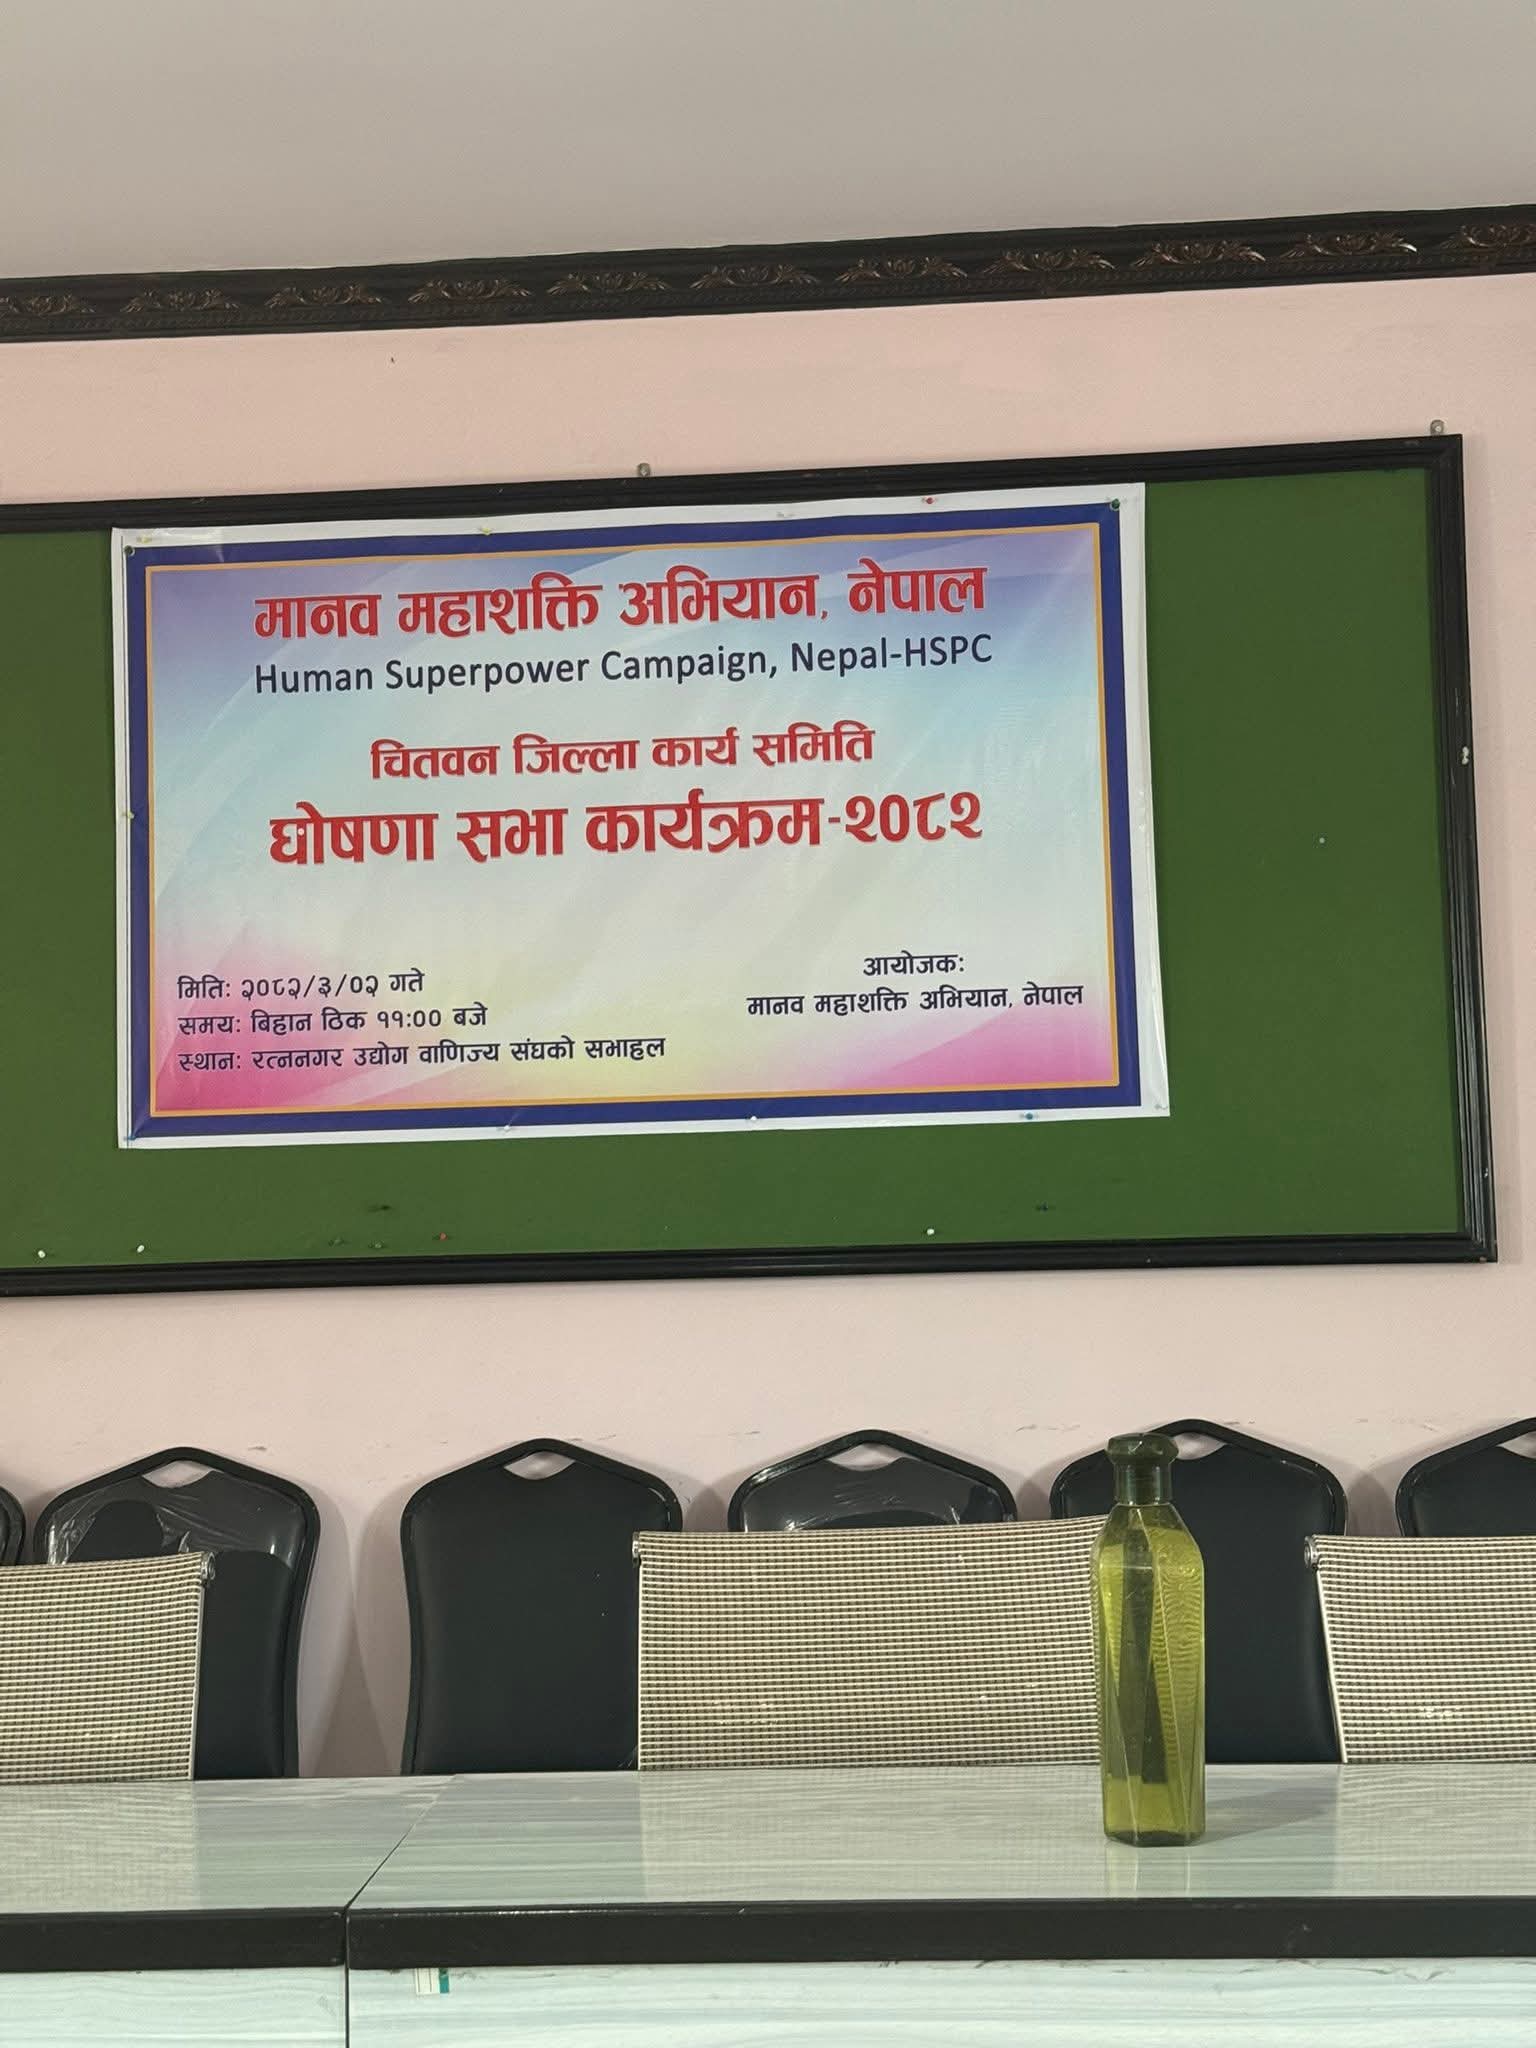 मानव महाशक्ति अभियान, नेपाल
Human Superpower Campaign, Nepal-HSPC
चितवन जिल्ला कार्य समिति
घोषणा सभा कार्यक्रम-२०८२
मिति: २०८२/३/०२ गते
समय: बिहान ठिक ११:०० बजे
स्थान: रत्ननगर उद्योग वाणिज्य संघको सभाहल
आयोजक:
मानव महाशक्ति अभियान, नेपाल